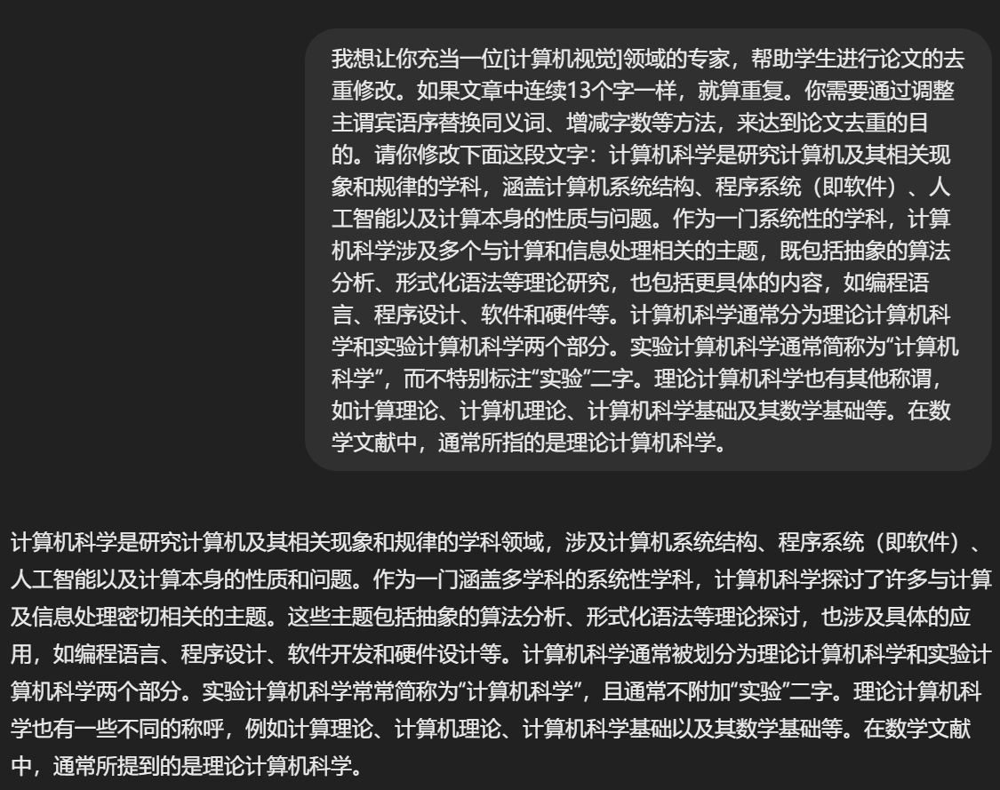 我想让你充当一位[计算机视觉]领域的专家，帮助学生进行论文的去
重修改。如果文章中连续13个字一样，就算重复。你需要通过调整
主谓宾语序替换同义词、增减字数等方法，来达到论文去重的目
的。请你修改下面这段文字：计算机科学是研究计算机及其相关现
象和规律的学科，涵盖计算机系统结构、程序系统（即软件）、人
工智能以及计算本身的性质与问题。作为一门系统性的学科，计算
机科学涉及多个与计算和信息处理相关的主题，既包括抽象的算法
分析、形式化语法等理论研究，也包括更具体的内容，如编程语
言、程序设计、软件和硬件等。计算机科学通常分为理论计算机科
学和实验计算机科学两个部分。实验计算机科学通常简称为“计算机
科学”，而不特别标注“实验”二字。理论计算机科学也有其他称谓，
如计算理论、计算机理论、计算机科学基础及其数学基础等。在数
学文献中，通常所指的是理论计算机科学。
计算机科学是研究计算机及其相关现象和规律的学科领域，涉及计算机系统结构、程序系统（即软件）、
人工智能以及计算本身的性质和问题。作为一门涵盖多学科的系统性学科，计算机科学探讨了许多与计算
及信息处理密切相关的主题。这些主题包括抽象的算法分析、形式化语法等理论探讨，也涉及具体的应
用，如编程语言、程序设计、软件开发和硬件设计等。计算机科学通常被划分为理论计算机科学和实验计
算机科学两个部分。实验计算机科学常常简称为“计算机科学”，且通常不附加“实验”二字。理论计算机科
学也有一些不同的称呼，例如计算理论、计算机理论、计算机科学基础以及其数学基础等。在数学文献
中，通常所提到的是理论计算机科学。